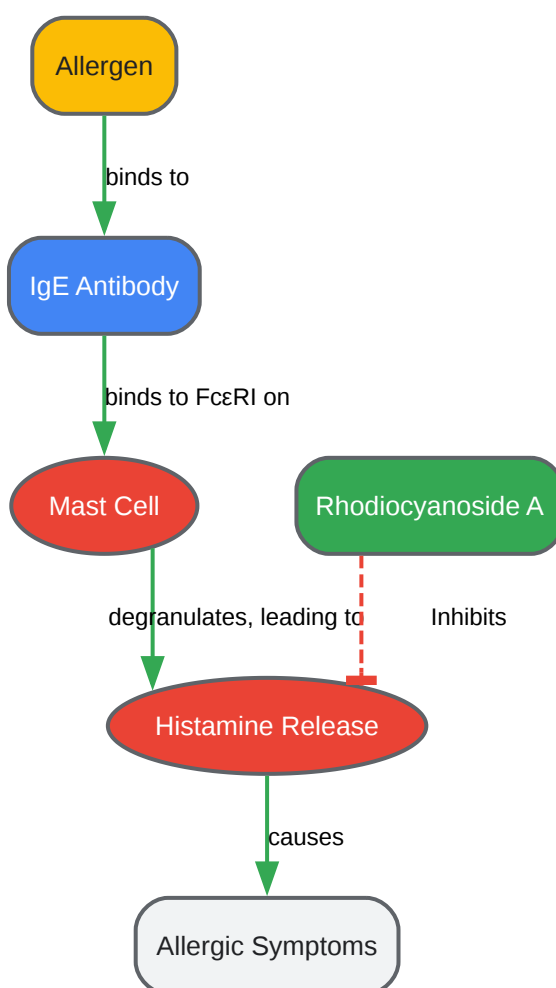 Allergen
binds to
IgE Antibody
binds to FcεRI on
Mast Cell
Rhodiocyanoside A
degranulates, leading to
Inhibits
Histamine Release
causes
Allergic Symptoms